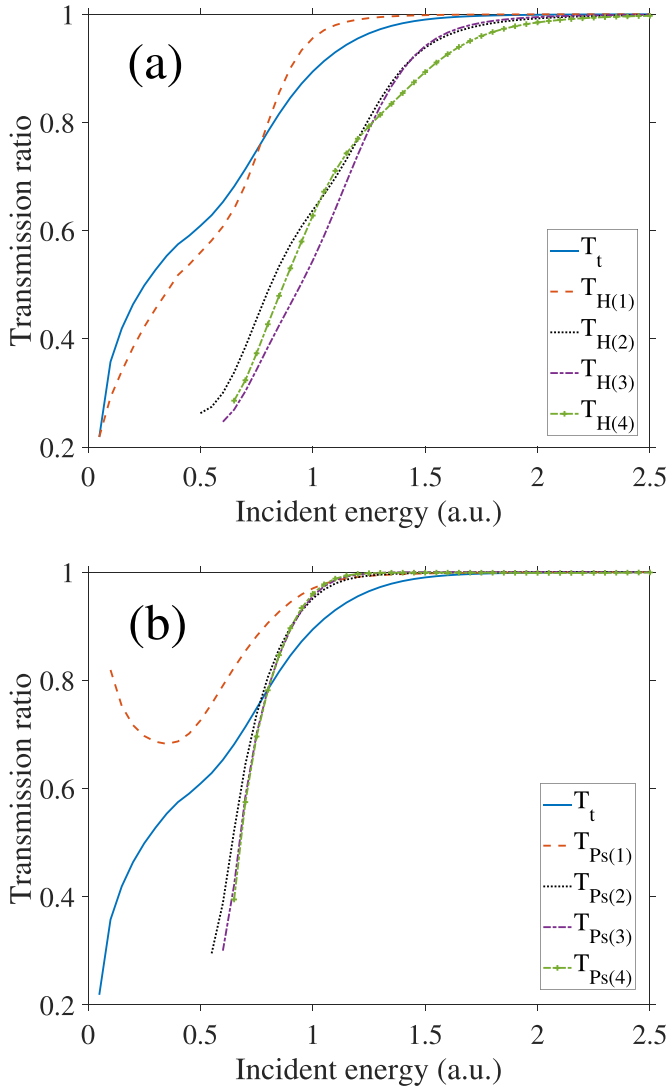 1
0.8
0.6
0.4
0.2
Transmission ratio
(a)
T_t
T_H(1)
T_H(2)
T_H(3)
T_H(4)
0 0.5 1 1.5 2 2.5
Incident energy (a.u.)
1
0.8
0.6
0.4
0.2
Transmission ratio
(b)
T_t
T_Ps(1)
T_Ps(2)
T_Ps(3)
T_Ps(4)
0 0.5 1 1.5 2 2.5
Incident energy (a.u.)